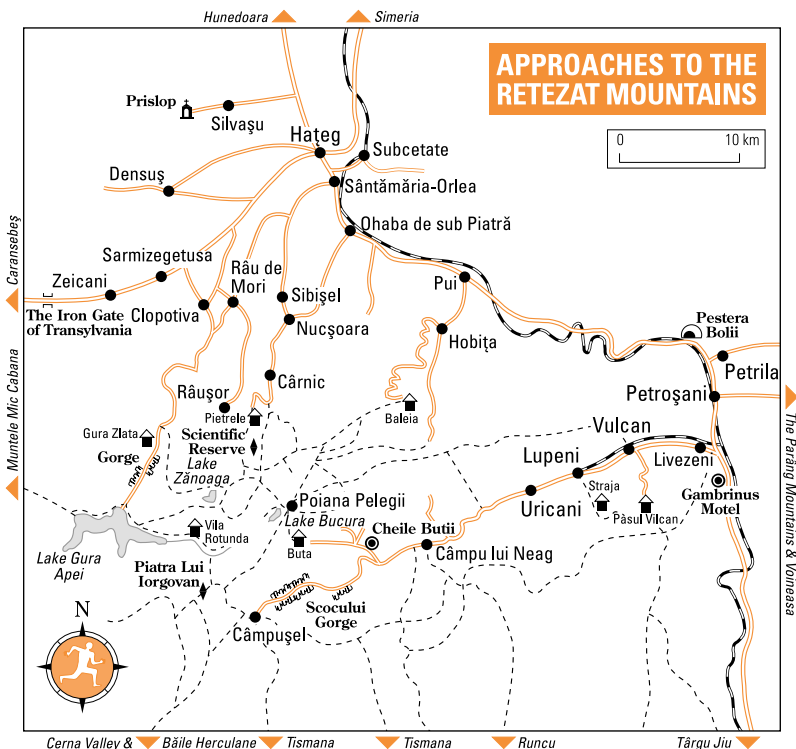 Hunedoara
Simeria
APPROACHES TO THE
RETEZAT MOUNTAINS
0
10 km
Prislop
Silvaşu
Haţeg
Subcetate
Densuş
Sântămăria-Orlea
Ohaba de sub Piatră
Caransebeş
Sarmizegetusa
Zeicani
Râu de
Mori
Sibişel
Pui
The Iron Gate
of Transylvania
Clopotiva
Nucşoara
Hobiţa
Pestera
Bolii
Petrila
Muntele Mic Cabana
Cârnic
Râuşor
Pietrele
Baleia
Petroşani
The Parâng Mountains & Voineasa
Gura Zlata
Gorge
Scientific
Reserve
Lake
Zănoaga
Vulcan
Lupeni
Livezeni
Straja
Gambrinus
Motel
Uricani
Pàsul Vilcan
Poiana Pelegii
Lake Bucura
Vila
Rotunda
Buta
Cheile Butii
Câmpu lui Neag
Lake Gura
Apei
Piatra Lui
Iorgovan
Scocului
Gorge
N
Câmpuşel
Cerna Valley &
Băile Herculane
Tismana
Tismana
Runcu
Târgu Jiu